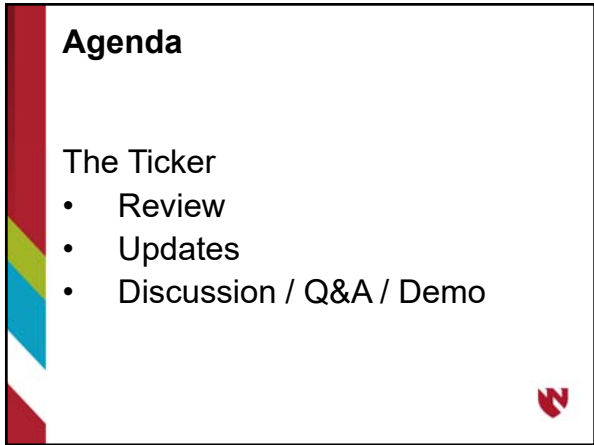 Agenda
The Ticker
• Review
• Updates
• Discussion / Q&A / Demo